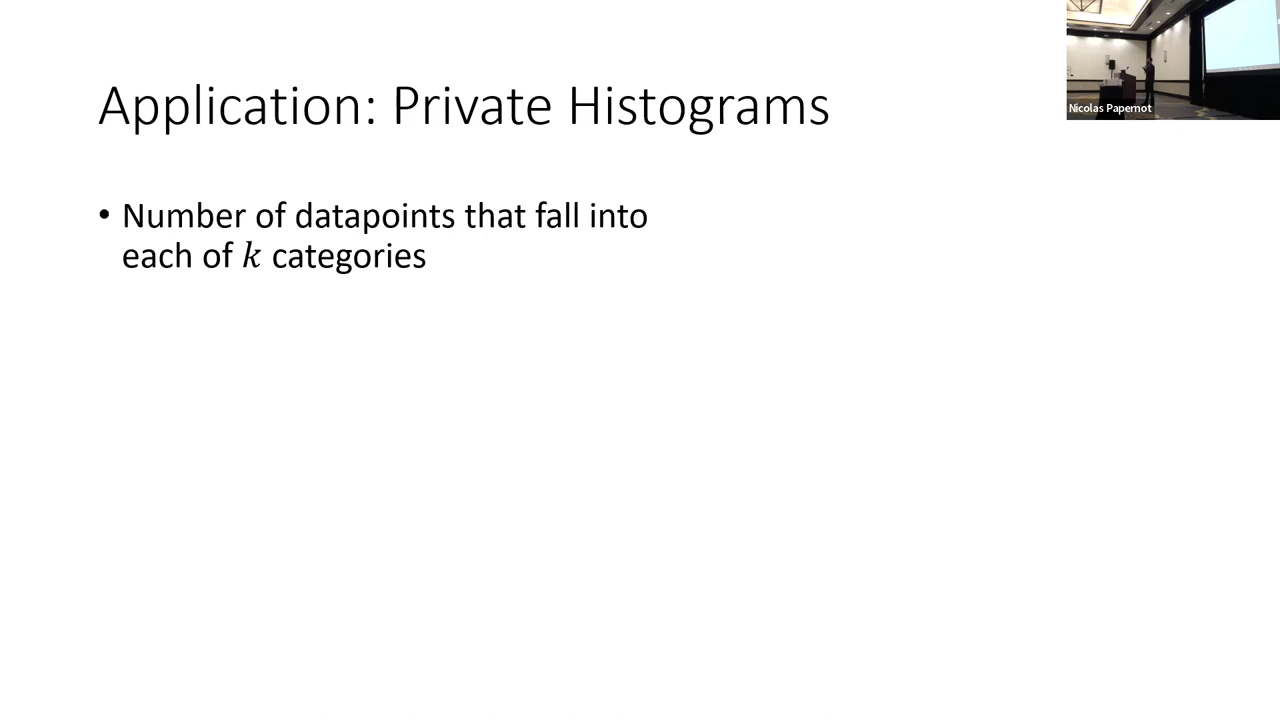 Application: Private Histograms
Nicolas Papernot
• Number of datapoints that fall into
each of k categories